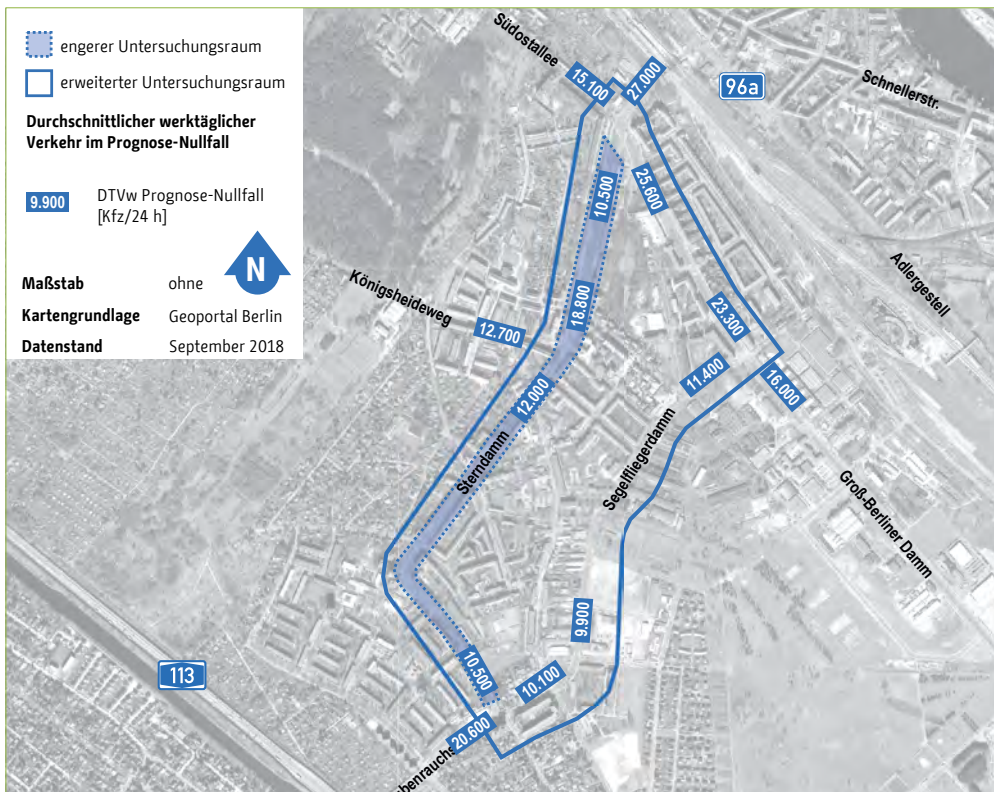 engerer Untersuchungsraum
erweiterter Untersuchungsraum
Durchschnittlicher werktäglicher
Verkehr im Prognose-Nullfall
9.900
DTVw Prognose-Nullfall
[Kfz/24 h]
N
Maßstab ohne
Kartengrundlage Geoportal Berlin
Datenstand September 2018
Südostallee
15.100
27.000
96a
Schnellerstr.
10.500
25.600
Adlergestell
Königsheideweg
12.700
18.800
23.300
12.000
11.400
16.000
Sterndamm
Segelfliegerdamm
Groß-Berliner Damm
9.900
10.500
10.100
113
20.600
benrauchs